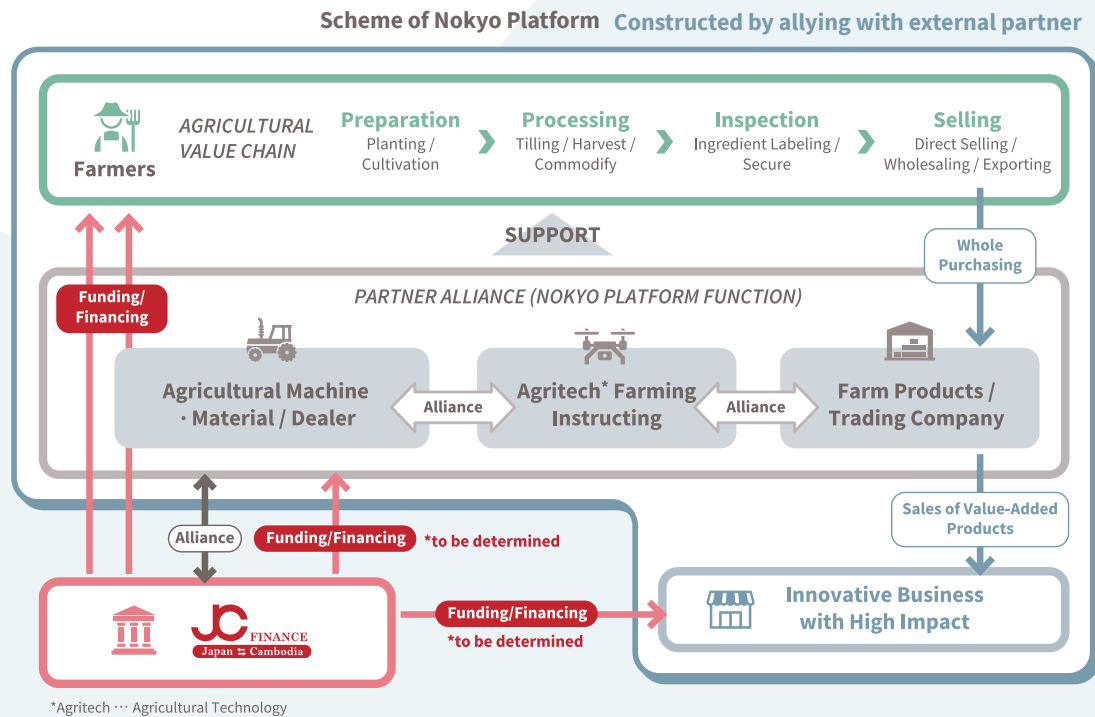 Scheme of Nokyo Platform Constructed by allying with external partner
Farmers
AGRICULTURAL
VALUE CHAIN
Preparation
Planting /
Cultivation
Processing
Tilling / Harvest /
Commodify
Inspection
Ingredient Labeling /
Secure
Selling
Direct Selling /
Wholesaling / Exporting
SUPPORT
Whole
Purchasing
Funding/
Financing
PARTNER ALLIANCE (NOKYO PLATFORM FUNCTION)
Agricultural Machine
・Material / Dealer
Alliance
Agritech* Farming
Instructing
Alliance
Farm Products /
Trading Company
Alliance
Funding/Financing *to be determined
Sales of Value-Added
Products
JC FINANCE
Japan ⇆ Cambodia
Funding/Financing
*to be determined
Innovative Business
with High Impact
*Agritech ··· Agricultural Technology